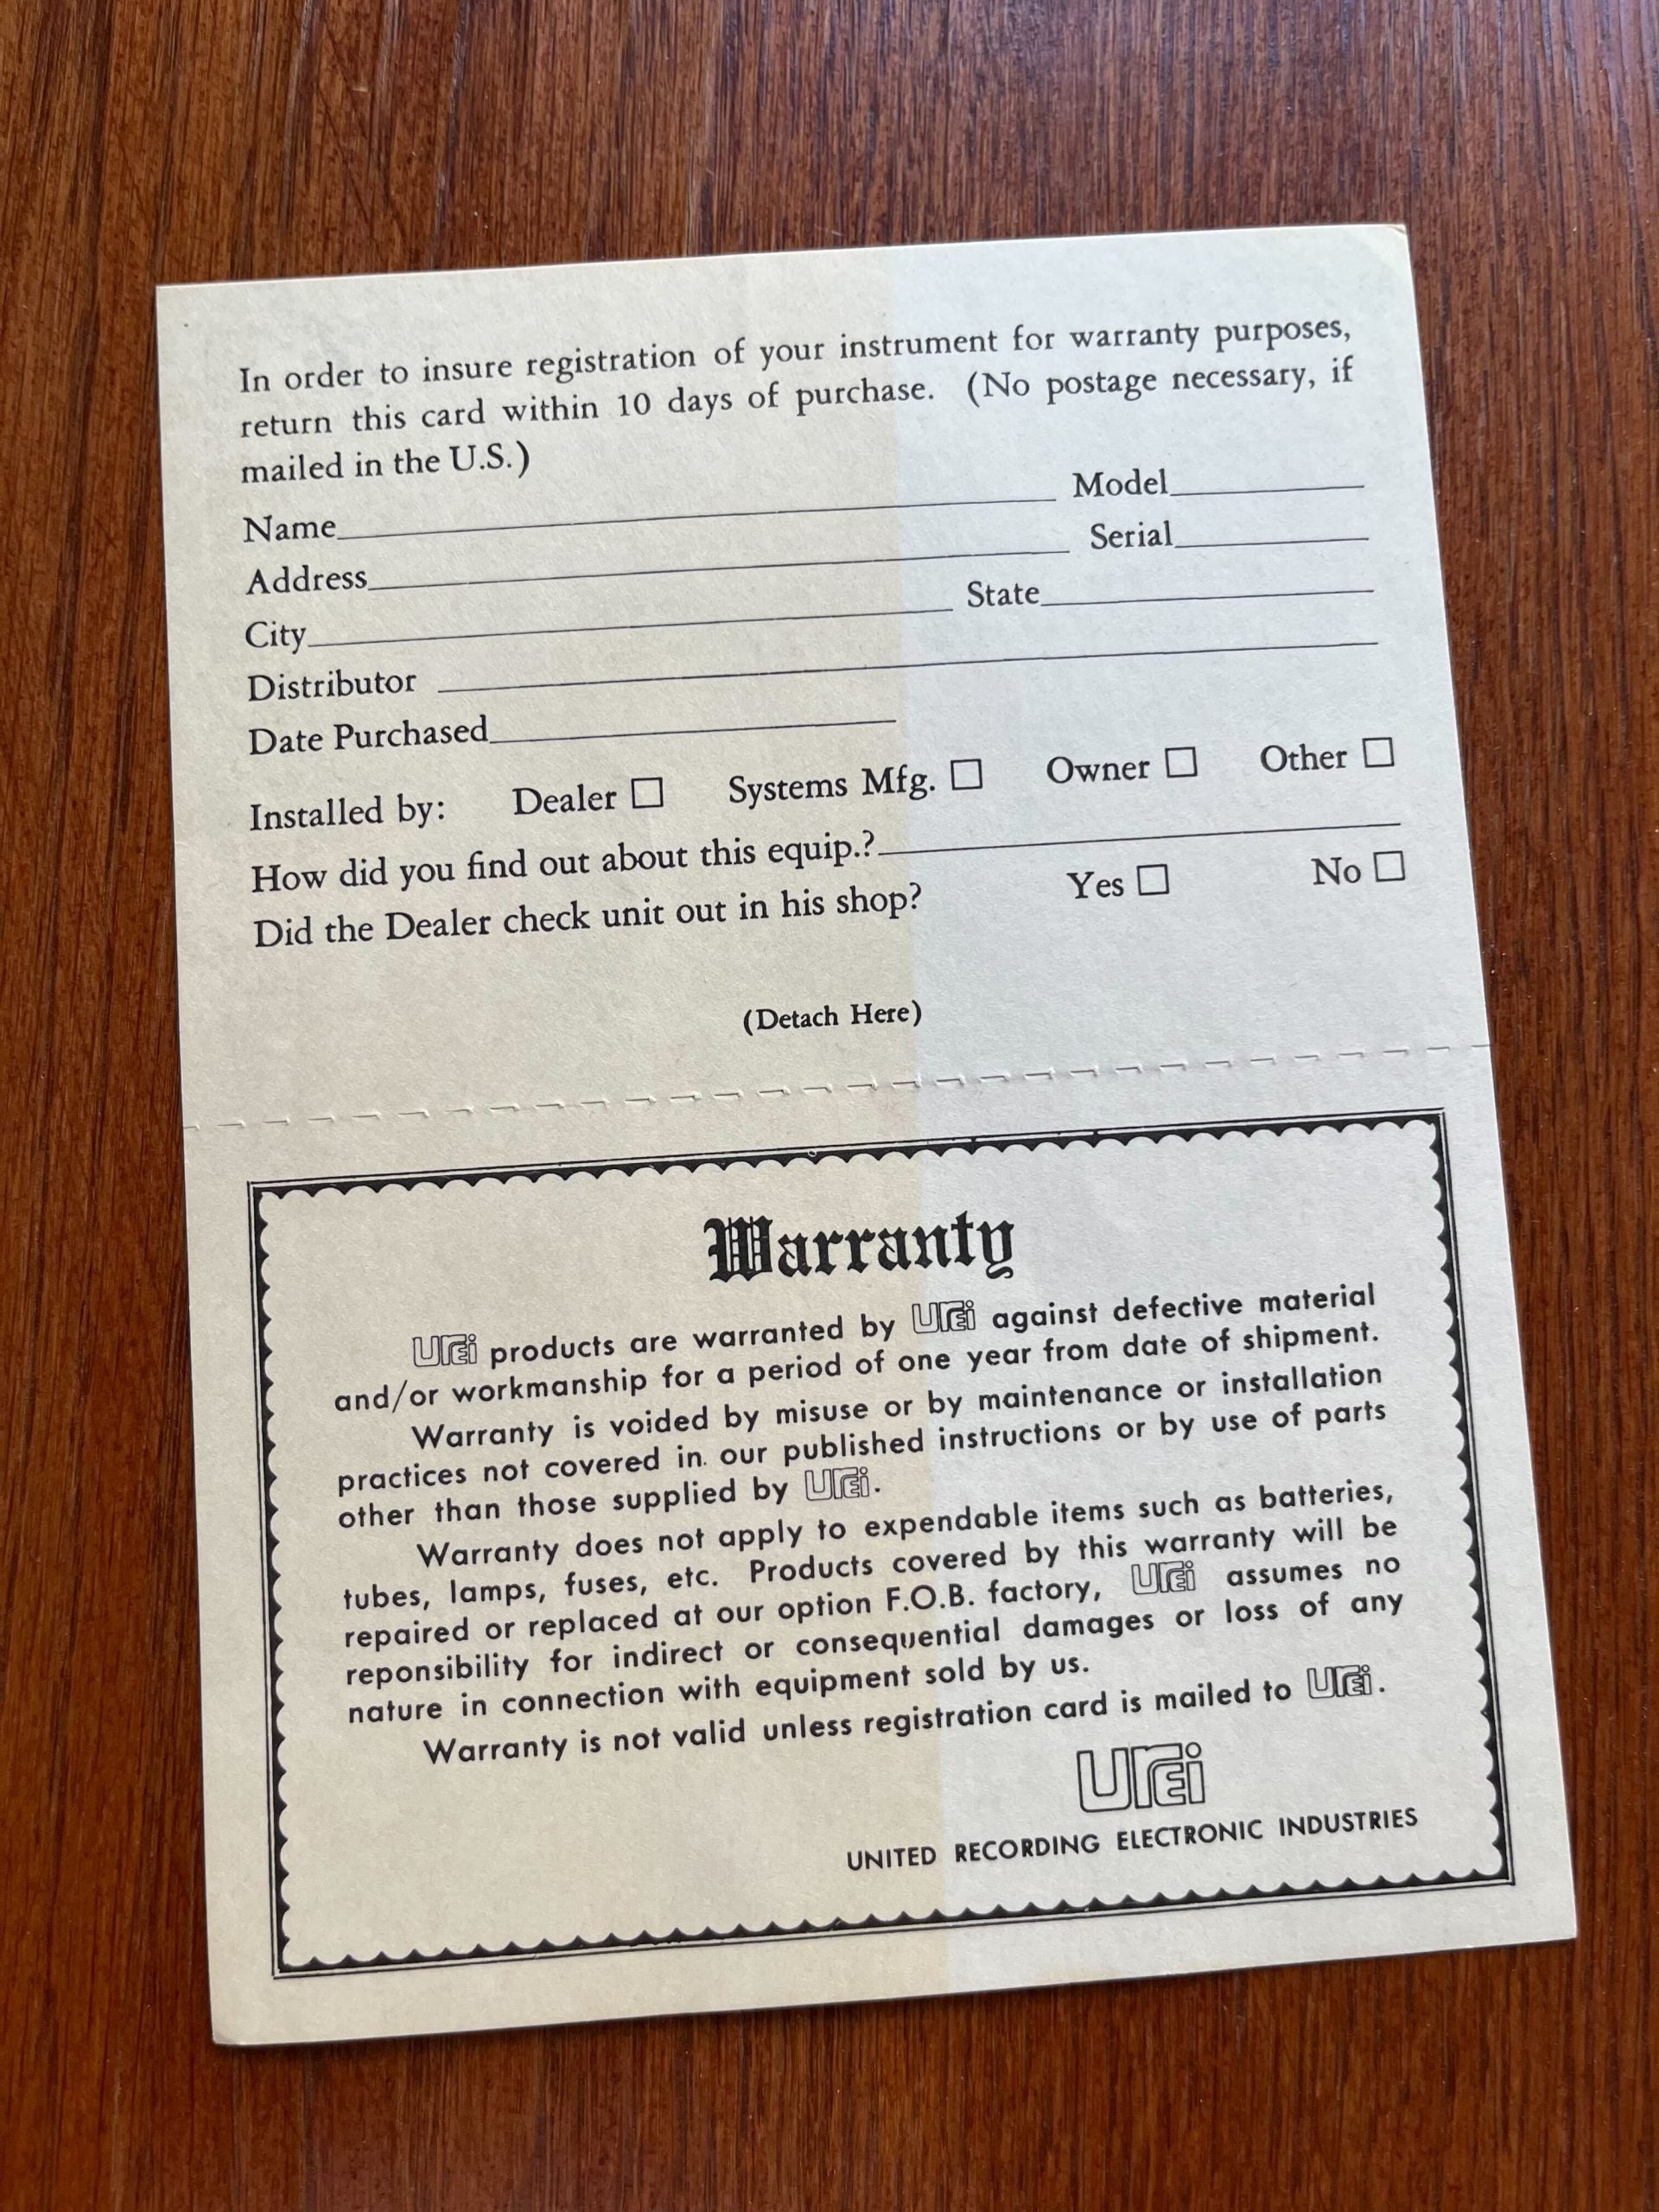 In order to insure registration of your instrument for warranty purposes,
return this card within 10 days of purchase. (No postage necessary, if
mailed in the U.S.)
Name Model
Address Serial
City State
Distributor
Date Purchased
Installed by: Dealer Systems Mfg. Owner Other
How did you find out about this equip.?
Did the Dealer check unit out in his shop? Yes No
(Detach Here)
Warranty
UREi products are warranted by UREi against defective material
and/or workmanship for a period of one year from date of shipment.
Warranty is voided by misuse or by maintenance or installation
practices not covered in. our published instructions or by use of parts
other than those supplied by UREi.
Warranty does not apply to expendable items such as batteries,
tubes, lamps, fuses, etc. Products covered by this warranty will be
repaired or replaced at our option F.O.B. factory, UREi assumes no
reponsibility for indirect or consequential damages or loss of any
nature in connection with equipment sold by us.
Warranty is not valid unless registration card is mailed to UREi.
UREi
UNITED RECORDING ELECTRONIC INDUSTRIES